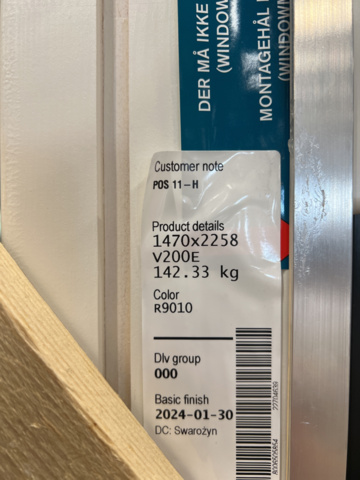 DER MÅ IKKE
(WINDOW
MONTAGEHÅL
(WINDOW
Customer note
POS 11-H
Product details
1470x2258
V200E
142.33 kg
Color
R9010
Dlv group
000
Basic finish
2024-01-30
DC: Swarożyn
22704639